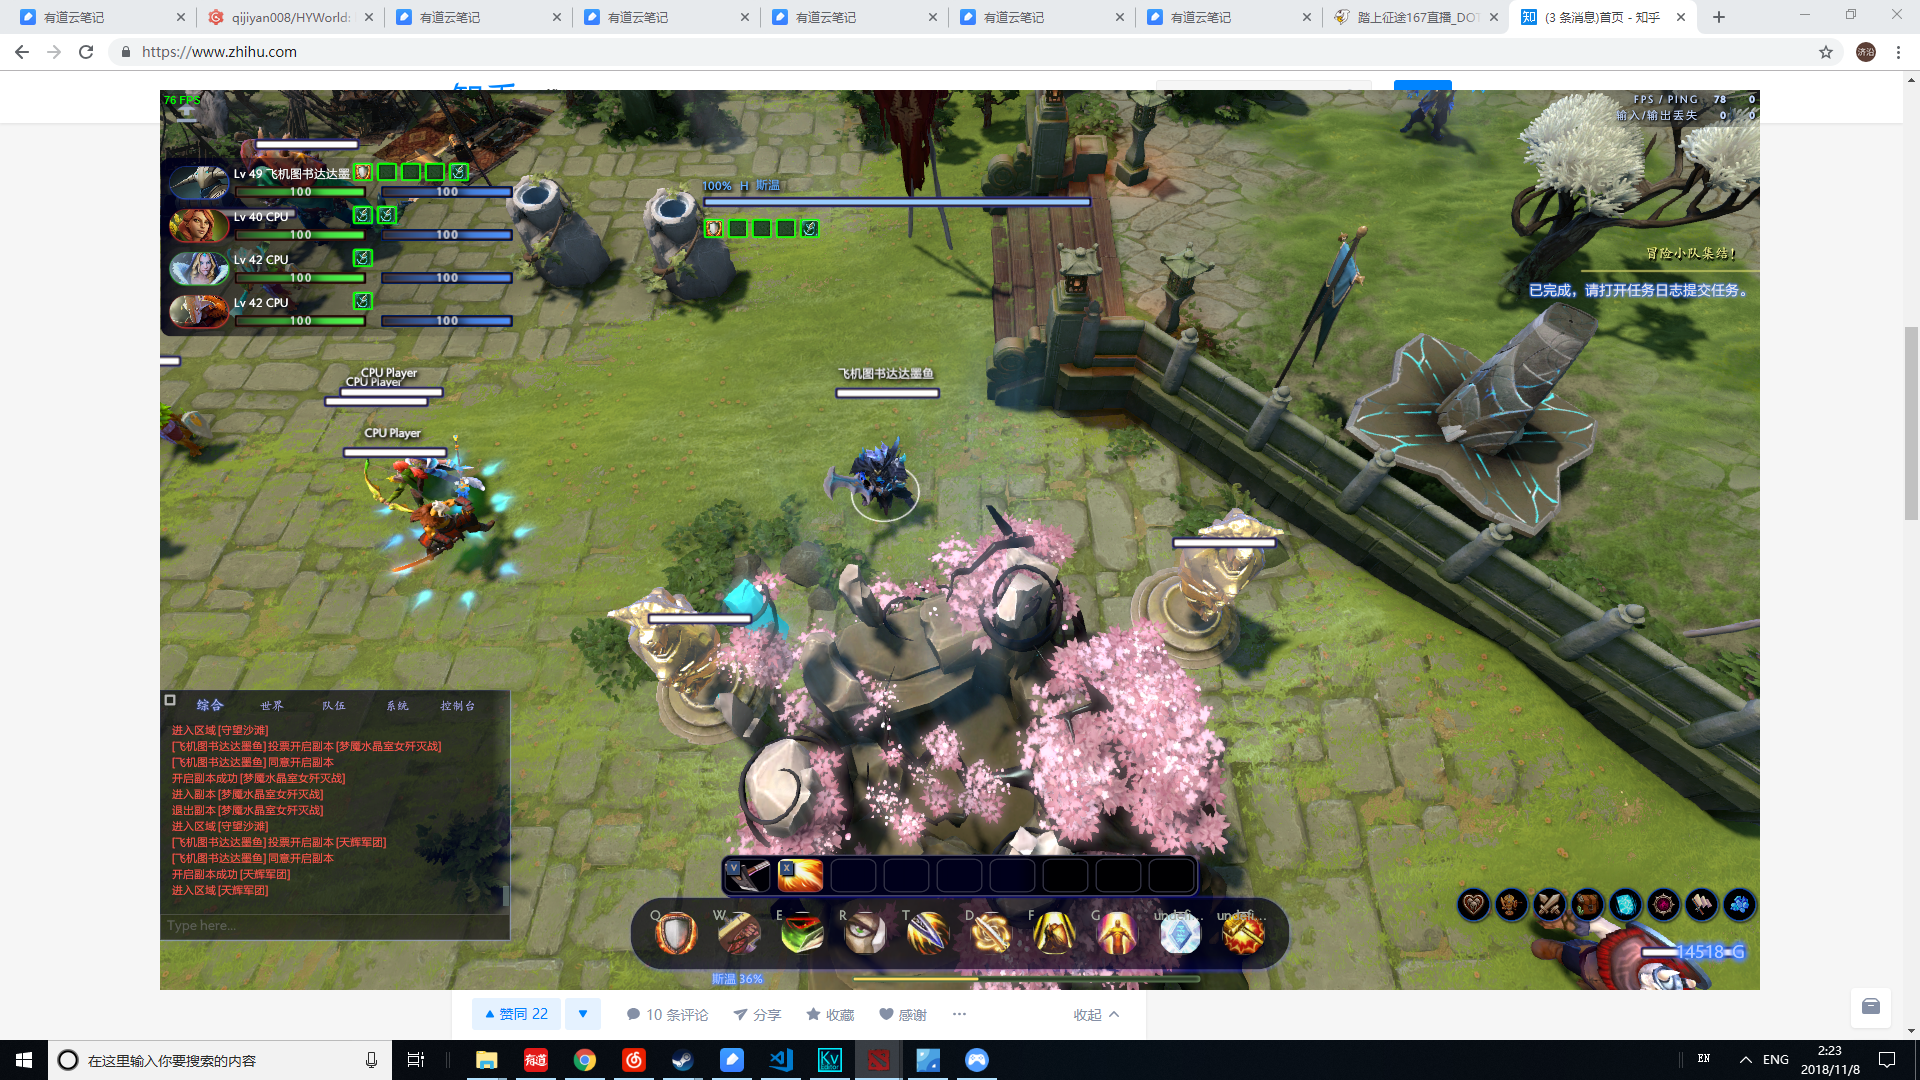 有道云笔记
qijiyan008/HYWorld:
有道云笔记
有道云笔记
有道云笔记
有道云笔记
有道云笔记
踏上征途167直播_DOT
(3 条消息)首页 - 知乎
https://www.zhihu.com
76 FPS
FPS / PING 78 0
输入/输出丢失 0 0
Lv 49 飞机图书达达墨
100 100
Lv 40 CPU
100 100
Lv 42 CPU
100 100
Lv 42 CPU
100 100
100% H 斯温
冒险小队集结！
已完成，请打开任务日志提交任务。
CPU Player
CPU Player
CPU Player
飞机图书达达墨鱼
综合 世界 队伍 系统 控制台
进入区域 [守望沙滩]
[飞机图书达达墨鱼] 投票开启副本 [梦魇水晶室女歼灭战]
[飞机图书达达墨鱼] 同意开启副本
开启副本成功 [梦魇水晶室女歼灭战]
进入副本 [梦魇水晶室女歼灭战]
退出副本 [梦魇水晶室女歼灭战]
进入区域 [守望沙滩]
[飞机图书达达墨鱼] 投票开启副本 [天辉军团]
[飞机图书达达墨鱼] 同意开启副本
开启副本成功 [天辉军团]
进入区域 [天辉军团]
Type here...
V X
Q W E R T D F G undefi... undefi...
斯温 36%
14518 G
赞同 22
10 条评论
分享
收藏
感谢
收起
在这里输入你要搜索的内容
有道
Kv
Editor
EN
ENG
2:23
2018/11/8